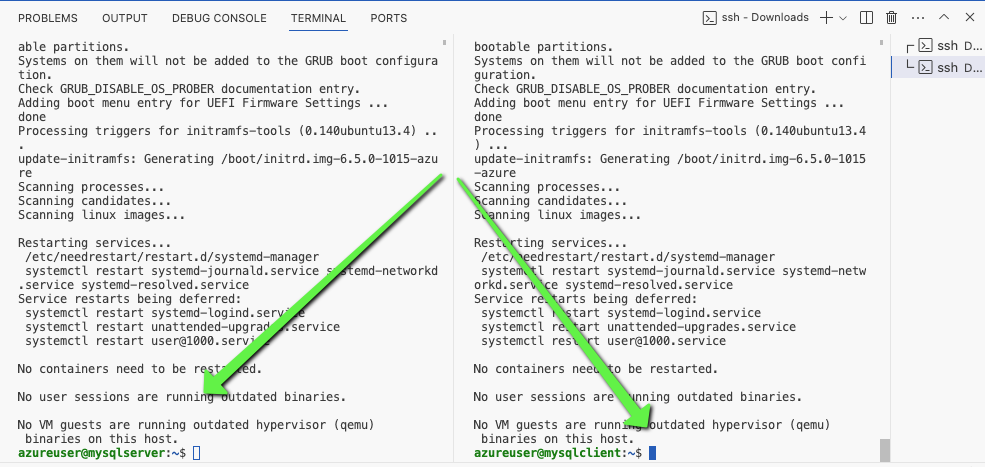 PROBLEMS OUTPUT DEBUG CONSOLE TERMINAL PORTS ssh - Downloads
able partitions.
Systems on them will not be added to the GRUB boot configura
tion.
Check GRUB_DISABLE_OS_PROBER documentation entry.
Adding boot menu entry for UEFI Firmware Settings ...
done
Processing triggers for initramfs-tools (0.140ubuntu13.4) ..
.
update-initramfs: Generating /boot/initrd.img-6.5.0-1015-azu
re
Scanning processes...
Scanning candidates...
Scanning linux images...
Restarting services...
/etc/needrestart/restart.d/systemd-manager
systemctl restart systemd-journald.service systemd-networkd
.service systemd-resolved.service
Service restarts being deferred:
systemctl restart systemd-logind.service
systemctl restart unattended-upgrades.service
systemctl restart user@1000.service
No containers need to be restarted.
No user sessions are running outdated binaries.
No VM guests are running outdated hypervisor (qemu)
binaries on this host.
azureuser@mysqlserver:~$
bootable partitions.
Systems on them will not be added to the GRUB boot confi
guration.
Check GRUB_DISABLE_OS_PROBER documentation entry.
Adding boot menu entry for UEFI Firmware Settings ...
done
Processing triggers for initramfs-tools (0.140ubuntu13.4
) ...
update-initramfs: Generating /boot/initrd.img-6.5.0-1015
-azure
Scanning processes...
Scanning candidates...
Scanning linux images...
Restarting services...
/etc/needrestart/restart.d/systemd-manager
systemctl restart systemd-journald.service systemd-netw
orkd.service systemd-resolved.service
Service restarts being deferred:
systemctl restart systemd-logind.service
systemctl restart unattended-upgrades.service
systemctl restart user@1000.service
No containers need to be restarted.
No user sessions are running outdated binaries.
No VM guests are running outdated hypervisor (qemu)
binaries on this host.
azureuser@mysqlclient:~$
ssh D...
ssh D...